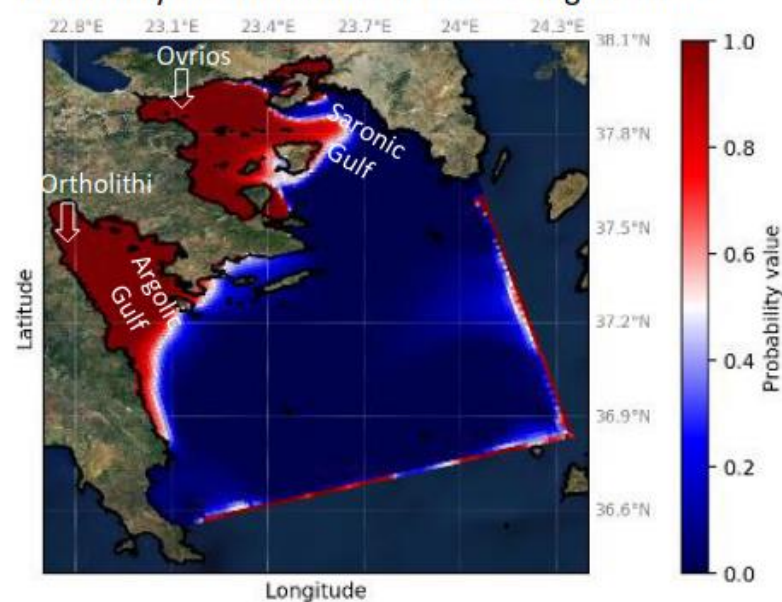 22.8°E 23.1°E 23.4°E 23.7°E 24°E 24.3°E
38.1°N
37.8°N
37.5°N
37.2°N
36.9°N
36.6°N
Ovrios
Ortholithi
Saronic
Gulf
Argolic
Gulf
Latitude
Longitude
1.0
0.8
0.6
0.4
0.2
0.0
Probability value